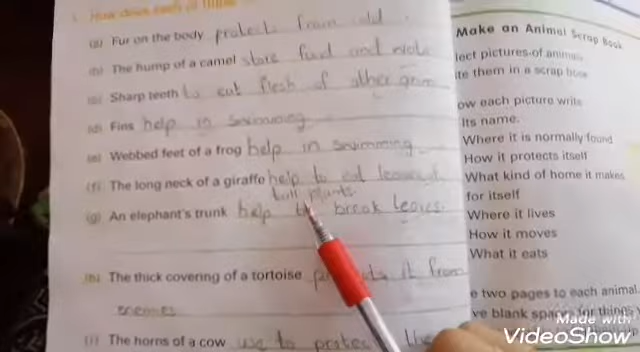 How does each of these
(a) Fur on the body protects from cold.
(b) The hump of a camel store food and
(c) Sharp teeth to cut flesh of other
(d) Fins help in swimming
(e) Webbed feet of a frog help in swimming
(f) The long neck of a giraffe help to eat leaves
tall plants.
(g) An elephant's trunk help to break leaves.
(h) The thick covering of a tortoise it from
enemies
(i) The horns of a cow use to
Make an Animal Scrap Book
lect pictures of animals
ite them in a scrap book
ow each picture write
Its name.
Where it is normally found
How it protects itself
What kind of home it makes
for itself
Where it lives
How it moves
What it eats
e two pages to each animal.
ve blank space for things
Made with
VideoShow